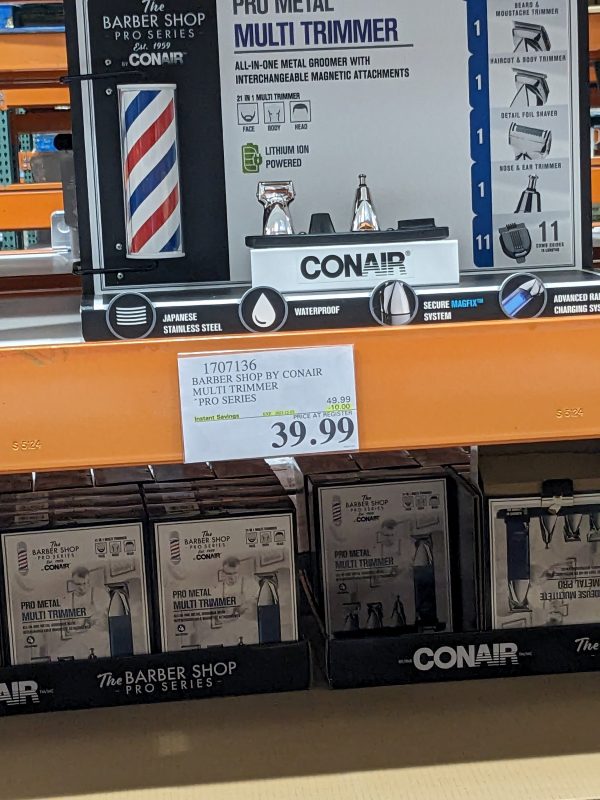 The
BARBER SHOP
PRO SERIES
Est. 1959
BY CONAIR
PRO METAL
MULTI TRIMMER
ALL-IN-ONE METAL GROOMER WITH
INTERCHANGEABLE MAGNETIC ATTACHMENTS
21 IN 1 MULTI TRIMMER
FACE BODY HEAD
LITHIUM ION
POWERED
1 BEARD &
MOUSTACHE TRIMMER
1 HAIRCUT & BODY TRIMMER
1 DETAIL FOIL SHAVER
1 NOSE & EAR TRIMMER
11 11
COMB GUIDES
CONAIR®
JAPANESE
STAINLESS STEEL
WATERPROOF
SECURE MAGFIX™
SYSTEM
ADVANCED
CHARGING
1707136
BARBER SHOP BY CONAIR
MULTI TRIMMER
"PRO SERIES
49.99
Instant Savings -10.00
PRICE AT REGISTER
39.99
S 5124
S 5124
The
BARBER SHOP
PRO SERIES
CONAIR
PRO METAL
MULTI TRIMMER
The
BARBER SHOP
PRO SERIES
CONAIR
PRO METAL
MULTI TRIMMER
The
BARBER SHOP
PRO SERIES
CONAIR
PRO METAL
MULTI TRIMMER
AIR
The BARBER SHOP
- PRO SERIES -
CONAIR
The